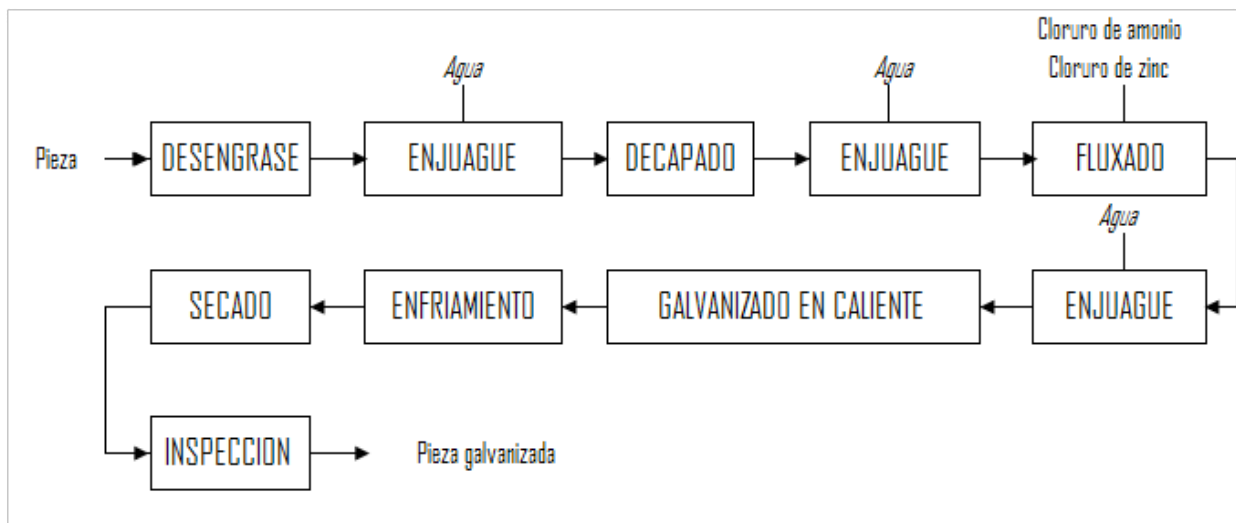 Cloruro de amonio
Agua
Agua
Cloruro de zinc
Pieza
DESENGRASE
ENJUAGUE
DECAPADO
ENJUAGUE
FLUXADO
Agua
SECADO
ENFRIAMIENTO
GALVANIZADO EN CALIENTE
ENJUAGUE
INSPECCION
Pieza galvanizada